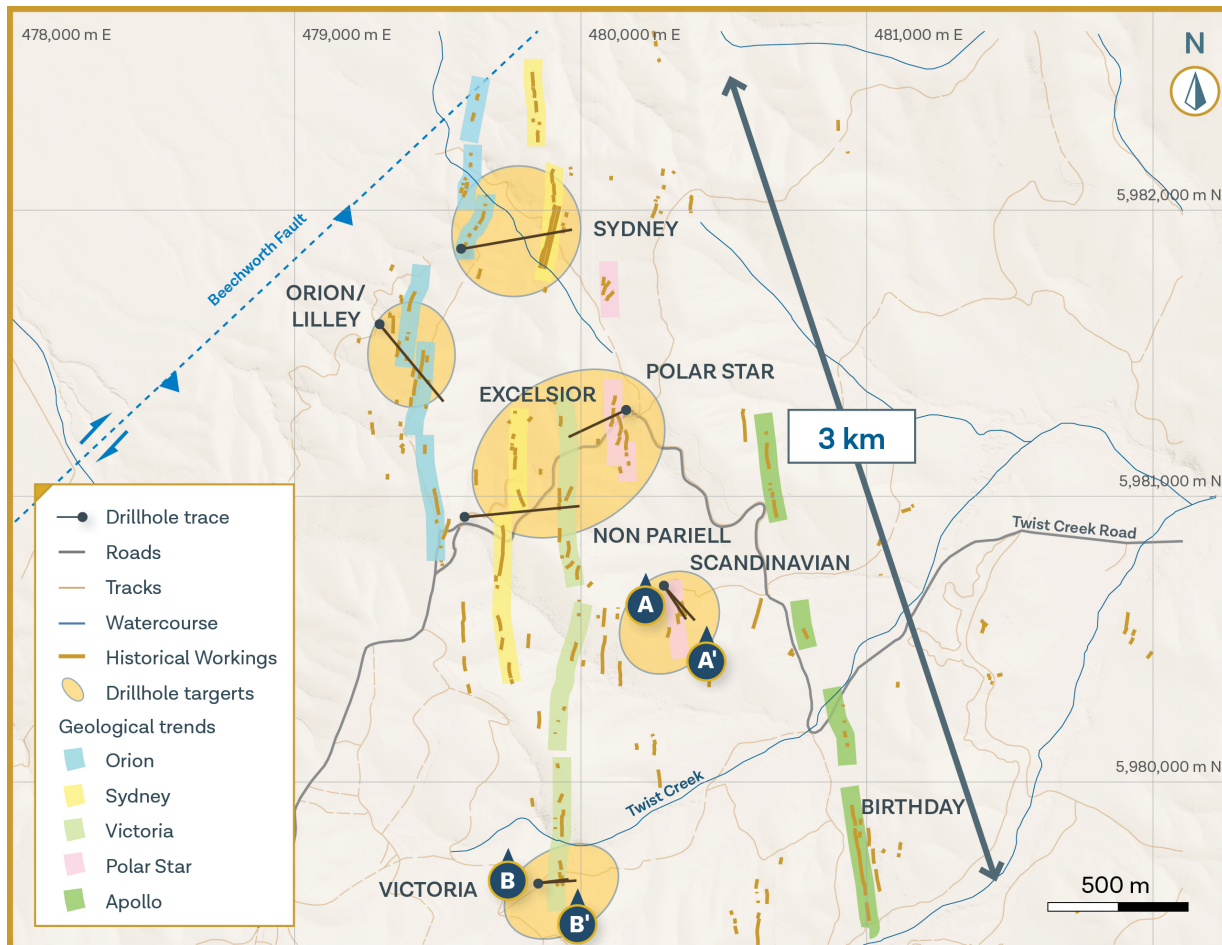 478,000 m E
479,000 m E
480,000 m E
481,000 m E
N
5,982,000 m N
Beechworth Fault
SYDNEY
ORION/
LILLEY
POLAR STAR
EXCELSIOR
3 km
5,981,000 m N
Twist Creek Road
NON PARIELL
SCANDINAVIAN
A
A'
Drillhole trace
Roads
Tracks
Watercourse
Historical Workings
Drillhole targerts
Geological trends
Orion
Sydney
Victoria
Polar Star
Apollo
5,980,000 m N
Twist Creek
BIRTHDAY
VICTORIA
B
B'
500 m